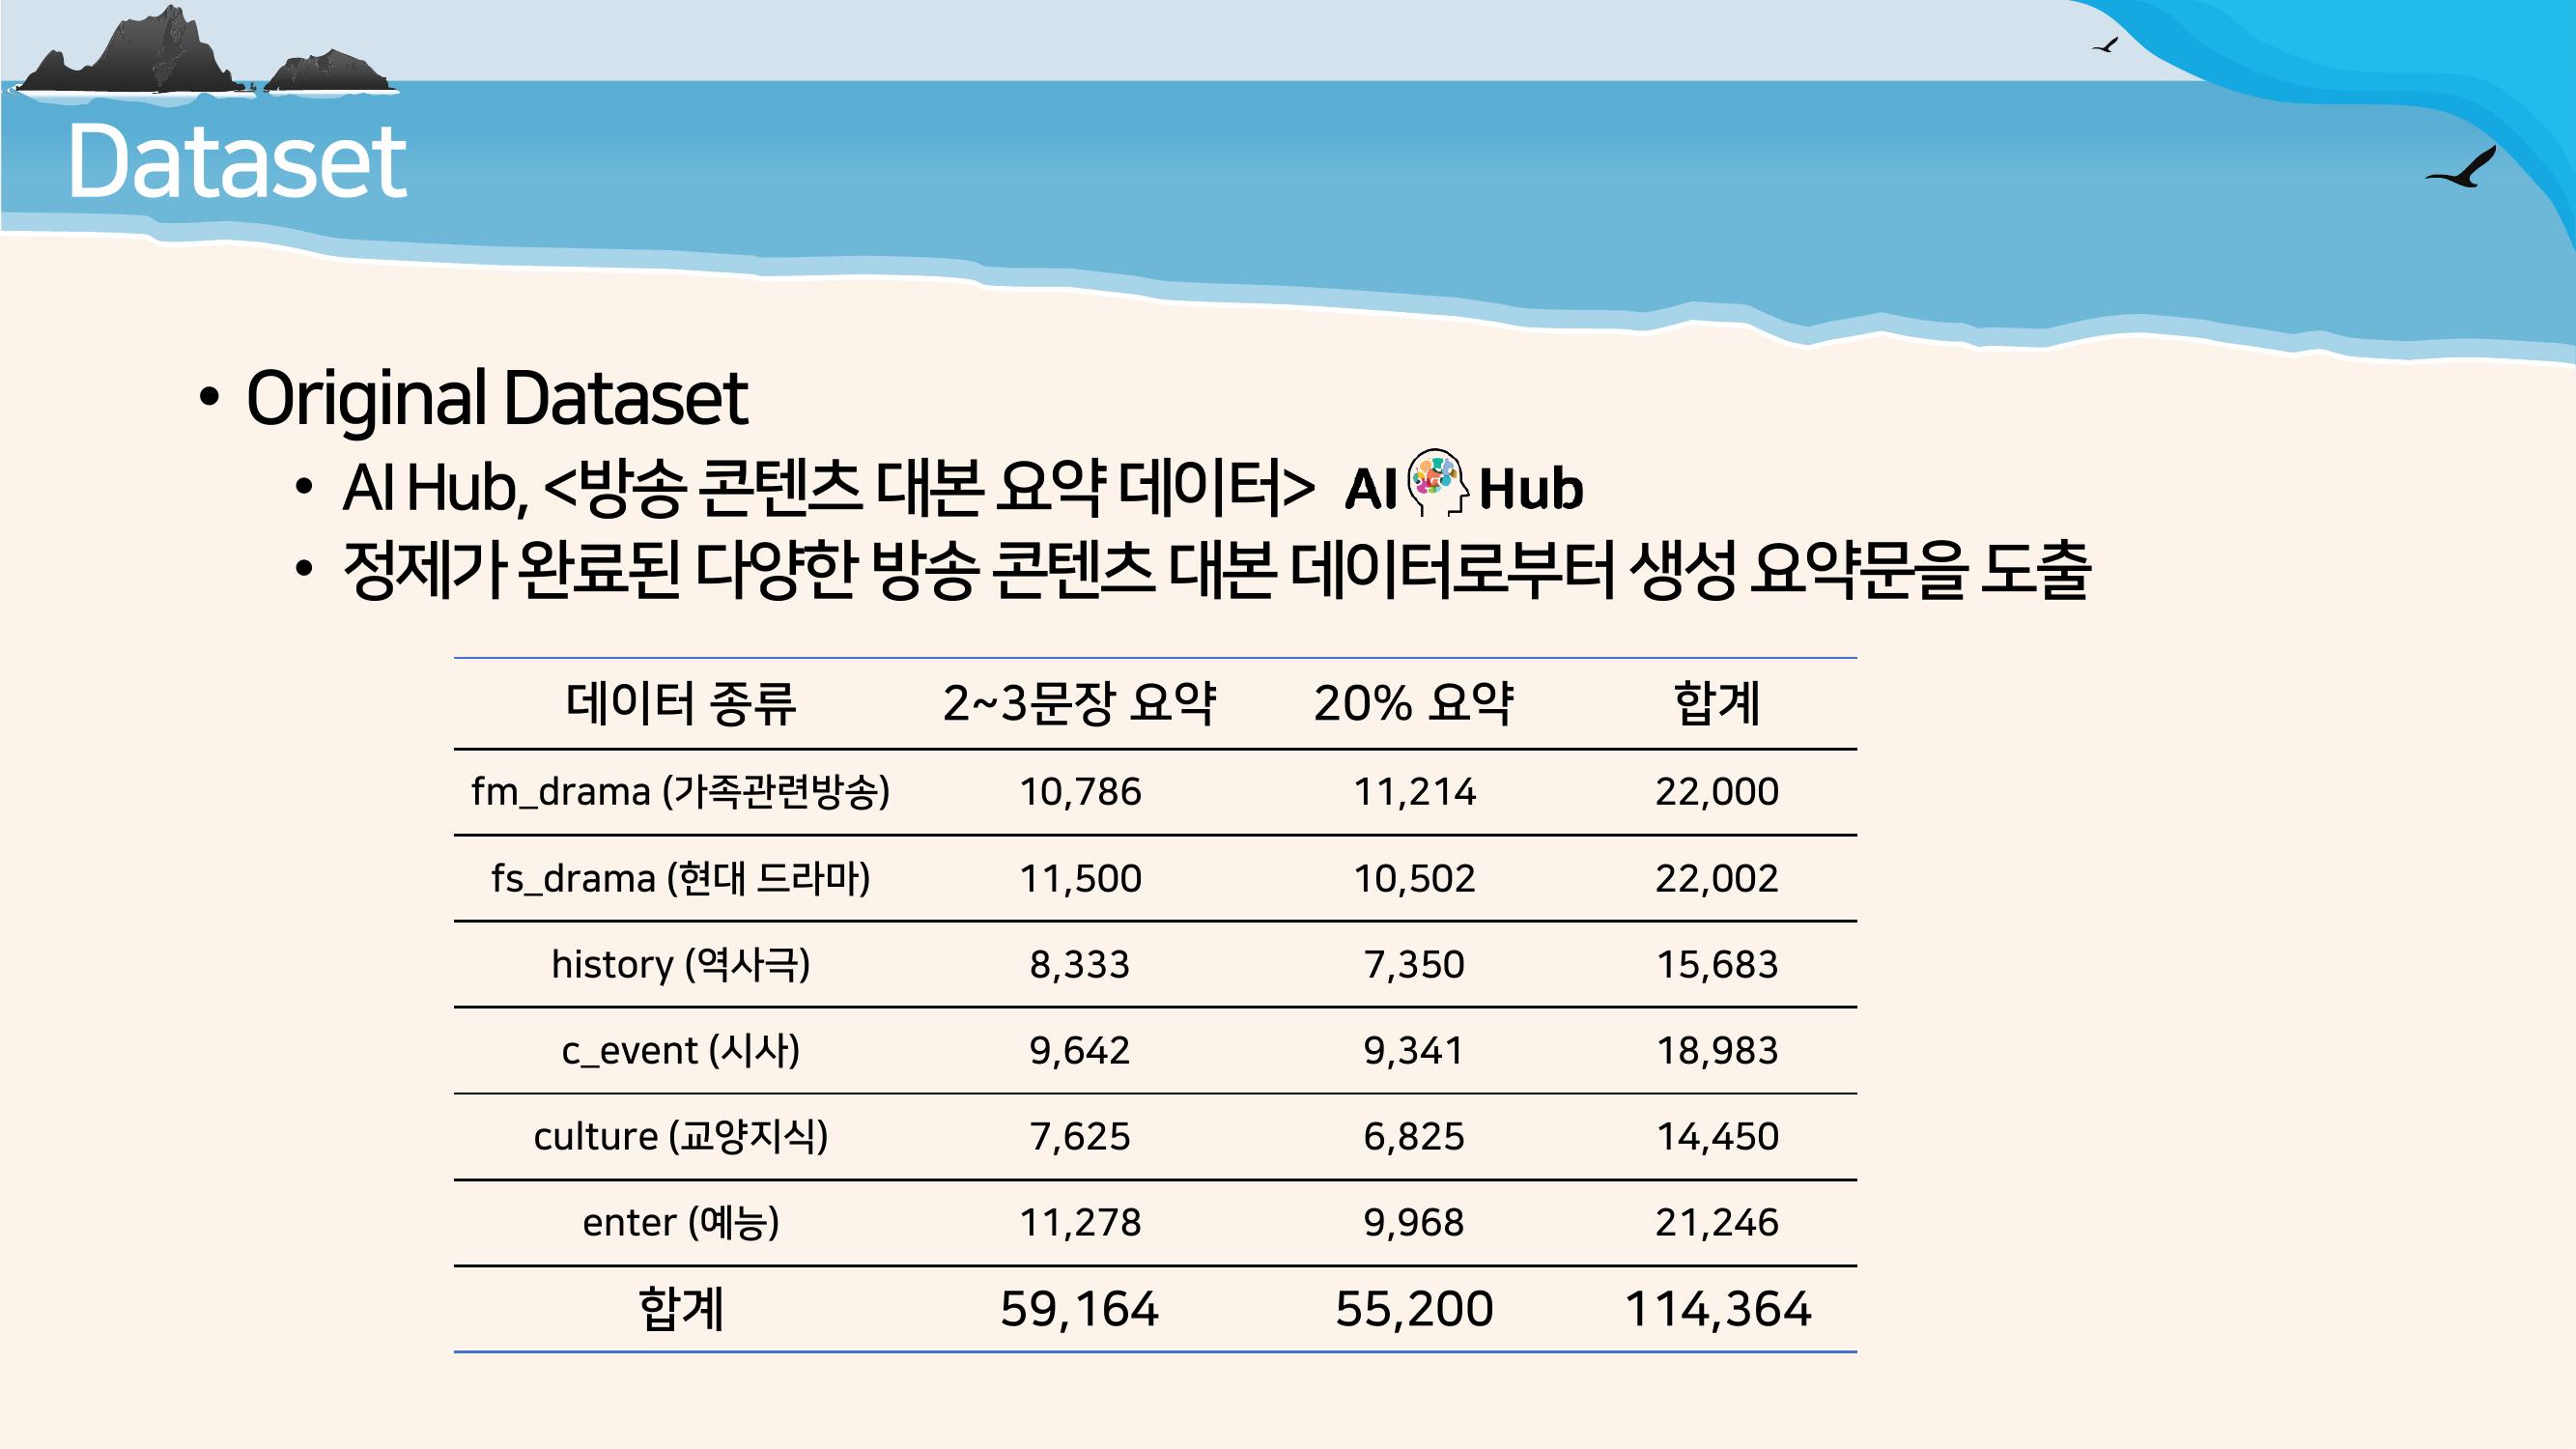 Dataset
• Original Dataset
• AI Hub, <방송 콘텐츠 대본 요약 데이터> AI Hub
• 정제가 완료된 다양한 방송 콘텐츠 대본 데이터로부터 생성 요약문을 도출
데이터 종류 2~3문장 요약 20% 요약 합계
fm_drama (가족관련방송) 10,786 11,214 22,000
fs_drama (현대 드라마) 11,500 10,502 22,002
history (역사극) 8,333 7,350 15,683
c_event (시사) 9,642 9,341 18,983
culture (교양지식) 7,625 6,825 14,450
enter (예능) 11,278 9,968 21,246
합계 59,164 55,200 114,364